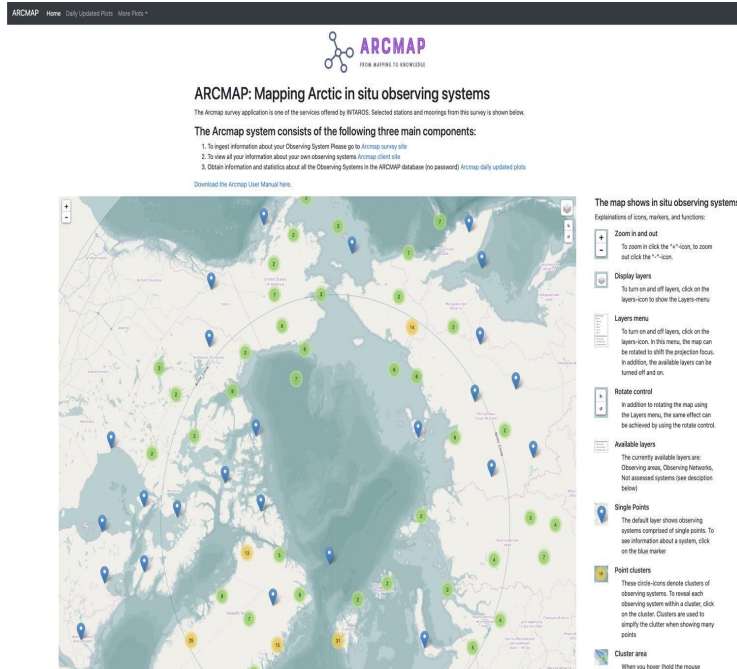 ARCMAP Home Daily Updated Plots More Plots
ARCMAP
FROM MAPPING TO KNOWLEDGE
ARCMAP: Mapping Arctic in situ observing systems
The Arcmap survey application is one of the services offered by INTAROS. Selected stations and moorings from this survey is shown below.
The Arcmap system consists of the following three main components:
1. To ingest information about your Observing System Please go to Arcmap survey site
2. To view all your information about your own observing systems Arcmap client site
3. Obtain information and statistics about all the Observing Systems in the ARCMAP database (no password) Arcmap daily updated plots
Download the Arcmap User Manual here.
The map shows in situ observing systems
Explainations of icons, markers, and functions:
Zoom in and out
To zoom in click the "+"-icon, to zoom
out click the "-"-icon.
Display layers
To turn on and off layers, click on the
layers-icon to show the Layers-menu
Layers menu
To turn on and off layers, click on the
layers-icon. In this menu, the map can
be rotated to shift the projection focus.
In addition, the available layers can be
turned off and on.
Rotate control
In addition to rotating the map using
the Layers menu, the same effect can
be achieved by using the rotate control.
Available layers
The currently available layers are:
Observing areas, Observing Networks,
Not assessed systems (see desciption
below)
Single Points
The default layer shows observing
systems comprised of single points. To
see information about a system, click
on the blue marker
Point clusters
These circle-icons denote clusters of
observing systems. To reveal each
observing system within a cluster, click
on the cluster. Clusters are used to
simplify the clutter when showing many
points
Cluster area
When you hover (hold the mouse